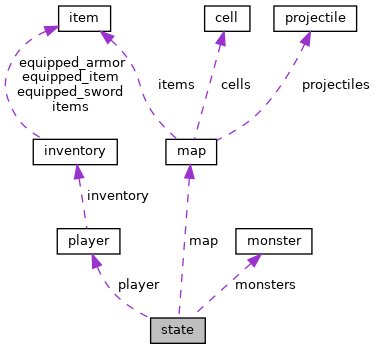 item
cell
projectile
equipped_armor
equipped_item
equipped_sword
items
items
cells
projectiles
inventory
map
inventory
player
map
monster
player
monsters
state